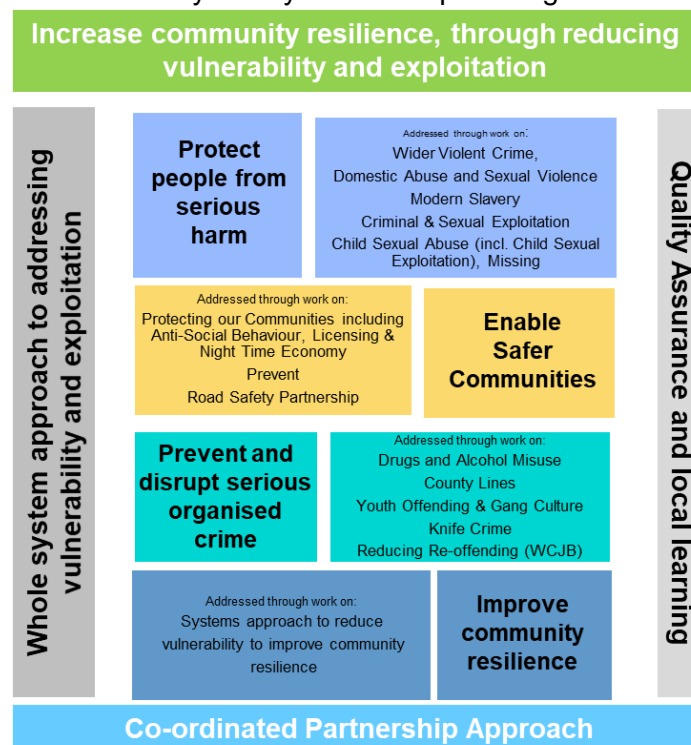 Increase community resilience, through reducing
vulnerability and exploitation
Whole system approach to addressing
vulnerability and exploitation
Protect
people from
serious
harm
Addressed through work on:
Wider Violent Crime,
Domestic Abuse and Sexual Violence
Modern Slavery
Criminal & Sexual Exploitation
Child Sexual Abuse (incl. Child Sexual
Exploitation), Missing
Addressed through work on:
Protecting our Communities including
Anti-Social Behaviour, Licensing &
Night Time Economy
Prevent
Road Safety Partnership
Enable
Safer
Communities
Prevent and
disrupt serious
organised
crime
Addressed through work on:
Drugs and Alcohol Misuse
County Lines
Youth Offending & Gang Culture
Knife Crime
Reducing Re-offending (WCJB)
Addressed through work on:
Systems approach to reduce
vulnerability to improve community
resilience
Improve
community
resilience
Quality Assurance and local learning
Co-ordinated Partnership Approach